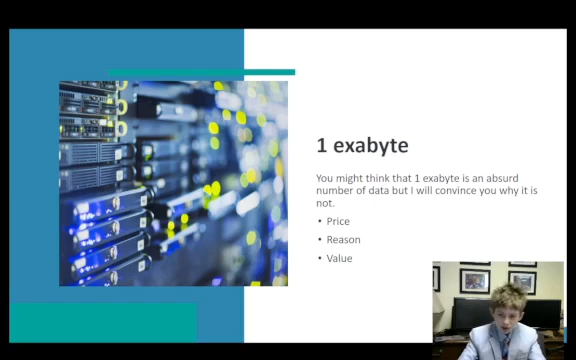 1 exabyte
You might think that 1 exabyte is an absurd
number of data but I will convince you why it is
not.
• Price
• Reason
• Value